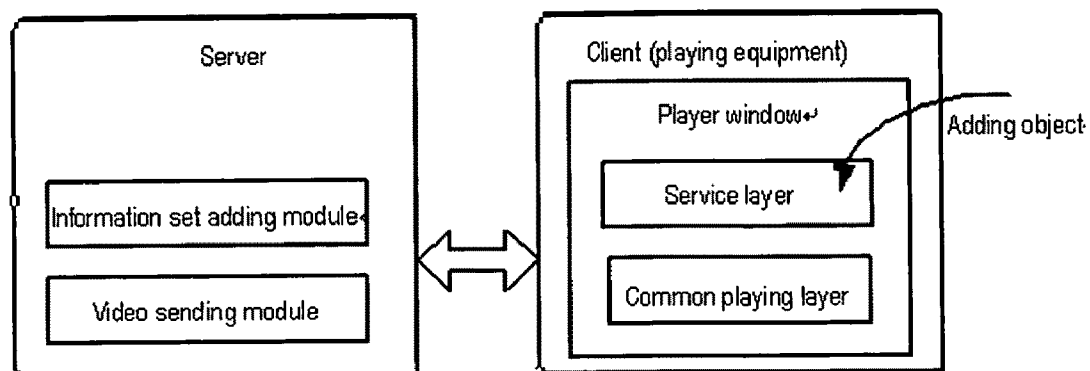 Server
Information set adding module
Video sending module
Client (playing equipment)
Player window↵
Service layer
Common playing layer
Adding object